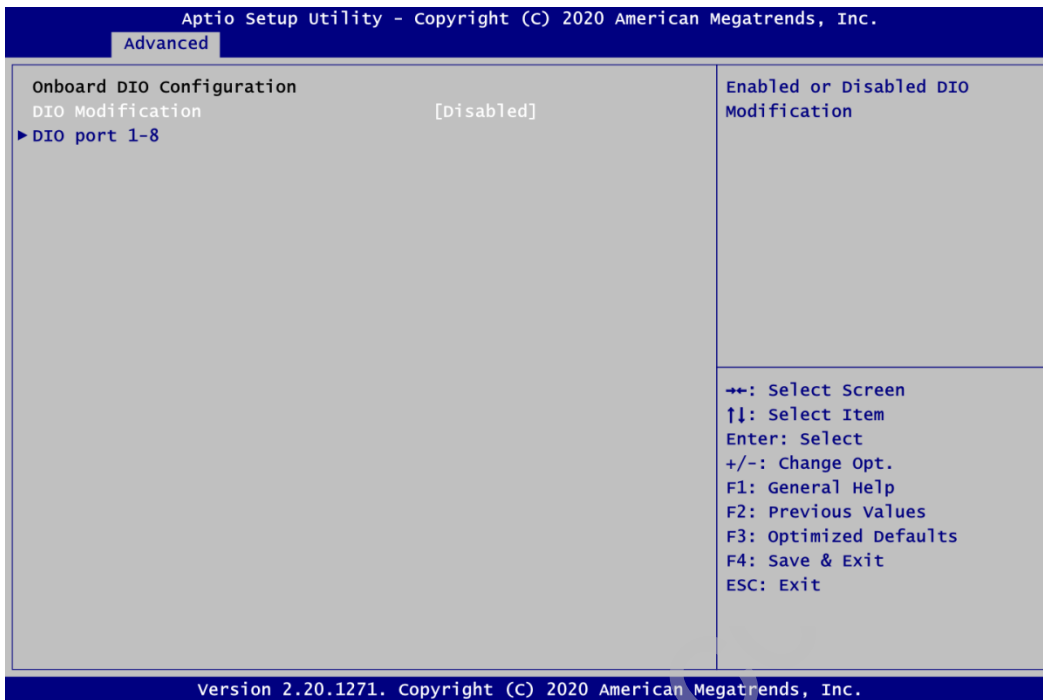 Aptio Setup Utility - Copyright (C) 2020 American Megatrends, Inc.
Advanced
Onboard DIO Configuration
DIO Modification [Disabled]
►DIO port 1-8
Enabled or Disabled DIO
Modification
→←: Select Screen
↑↓: Select Item
Enter: Select
+/-: Change Opt.
F1: General Help
F2: Previous Values
F3: Optimized Defaults
F4: Save & Exit
ESC: Exit
Version 2.20.1271. Copyright (C) 2020 American Megatrends, Inc.